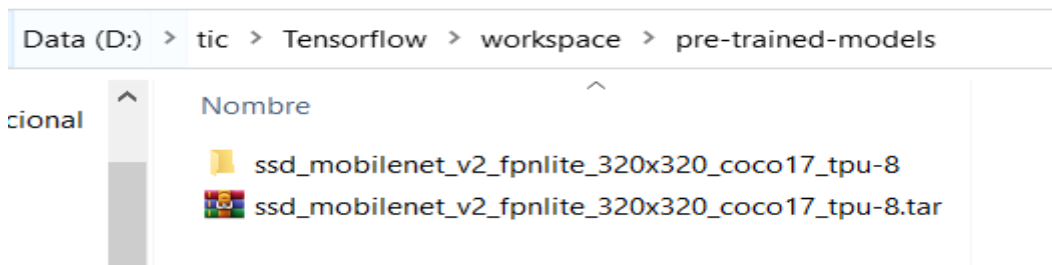 Data (D:) > tic > Tensorflow > workspace > pre-trained-models
cional
Nombre
ssd_mobilenet_v2_fpnlite_320x320_coco17_tpu-8
ssd_mobilenet_v2_fpnlite_320x320_coco17_tpu-8.tar